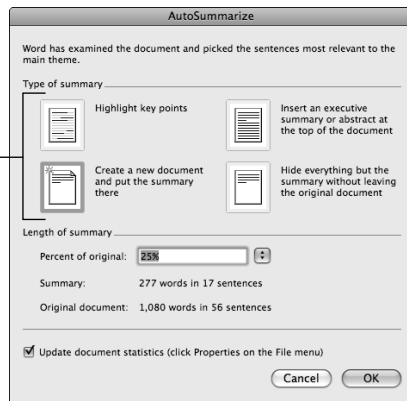 AutoSummarize
Word has examined the document and picked the sentences most relevant to the
main theme.
Type of summary
Highlight key points
Insert an executive
summary or abstract at
the top of the document
Create a new document
and put the summary
there
Hide everything but the
summary without leaving
the original document
Length of summary
Percent of original: 25%
Summary: 277 words in 17 sentences
Original document: 1,080 words in 56 sentences
Update document statistics (click Properties on the File menu)
Cancel OK